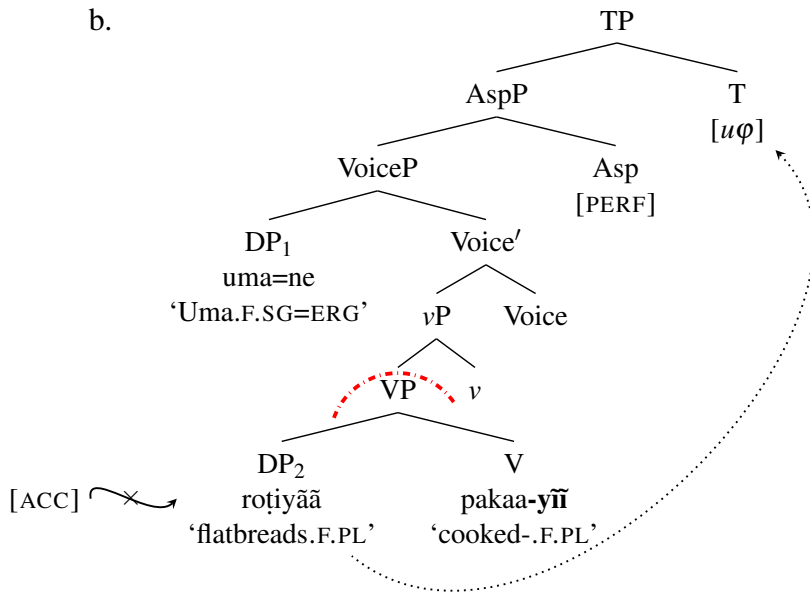 b.
TP
AspP T
[uφ]
VoiceP Asp
[PERF]
DP₁ Voice′
uma=ne
‘Uma.F.SG=ERG’ vP Voice
VP v
DP₂ V
[ACC] roṭiyãã pakaa-yĩĩ
‘flatbreads.F.PL’ ‘cooked-.F.PL’